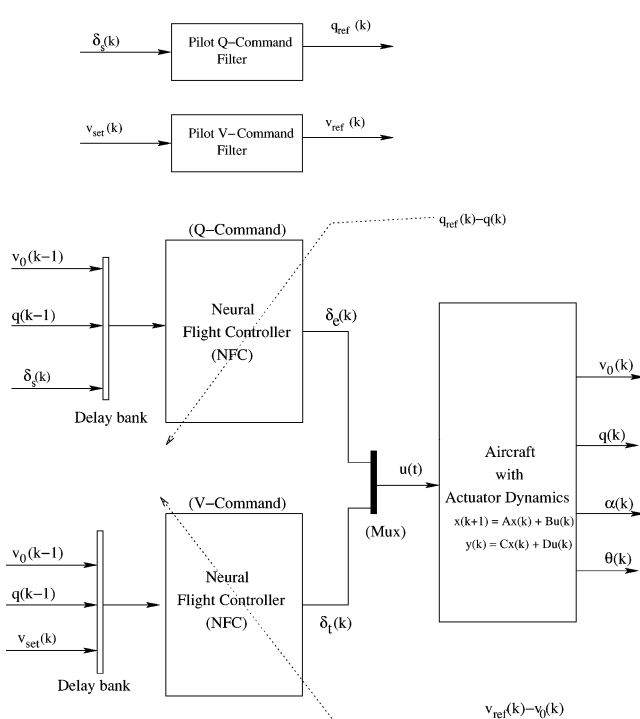 δs(k)
Pilot Q−Command
Filter
qref (k)
vset (k)
Pilot V−Command
Filter
vref (k)
(Q−Command)
qref(k)−q(k)
v0(k−1)
q(k−1)
δs(k)
Delay bank
Neural
Flight Controller
(NFC)
δe(k)
(V−Command)
v0(k−1)
q(k−1)
vset(k)
Delay bank
Neural
Flight Controller
(NFC)
δt(k)
u(t)
(Mux)
Aircraft
with
Actuator Dynamics
x(k+1) = Ax(k) + Bu(k)
y(k) = Cx(k) + Du(k)
v0(k)
q(k)
α(k)
θ(k)
vref(k)−v0(k)